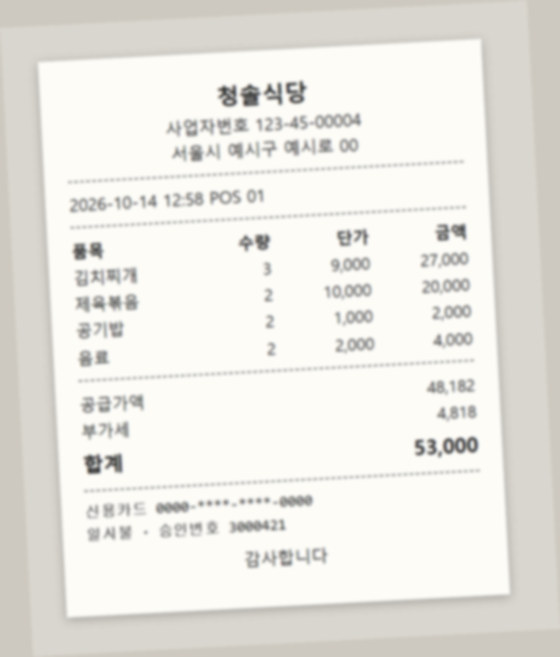 청솔식당
사업자번호 123-45-00004
서울시 예시구 예시로 00
2026-10-14 12:58 POS 01
품목 수량 단가 금액
김치찌개 3 9,000 27,000
제육볶음 2 10,000 20,000
공기밥 2 1,000 2,000
음료 2 2,000 4,000
공급가액 48,182
부가세 4,818
합계 53,000
신용카드 0000-****-****-0000
일시불 · 승인번호 3000421
감사합니다